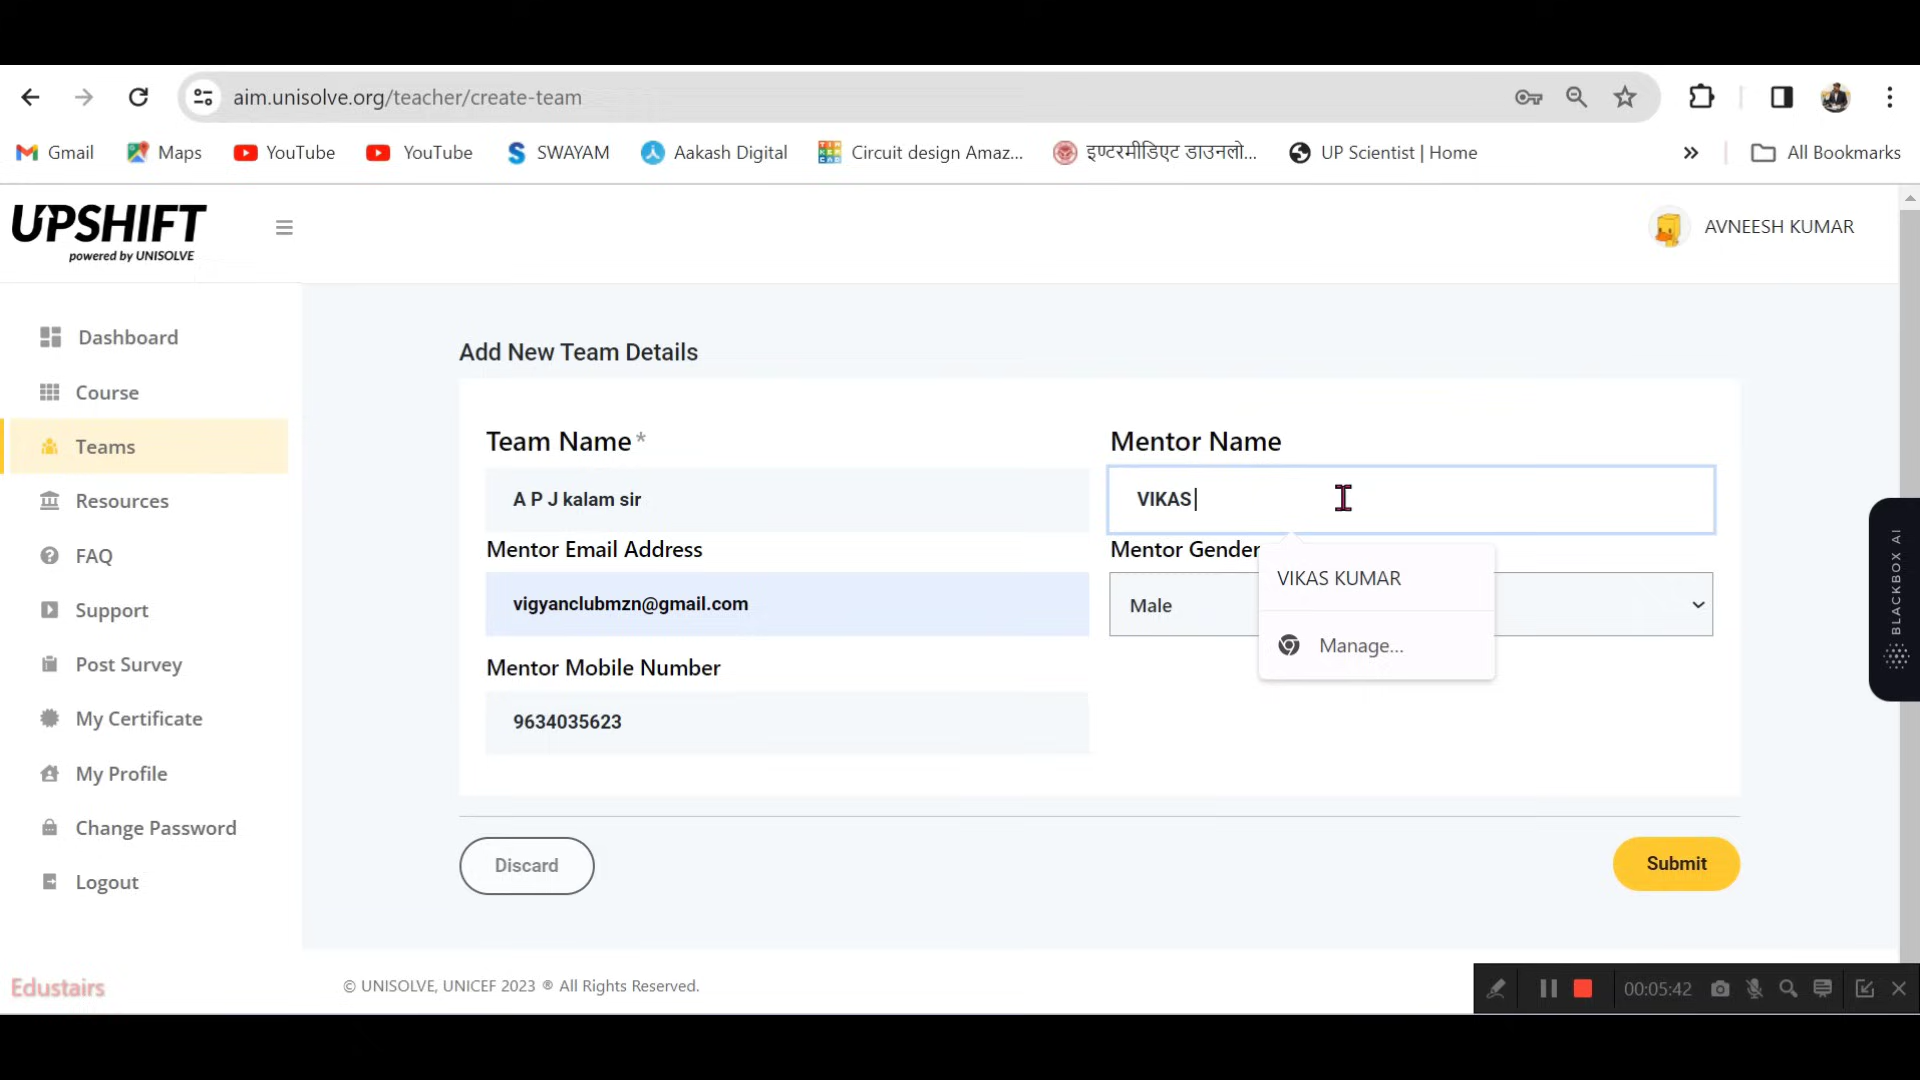 aim.unisolve.org/teacher/create-team
Gmail Maps YouTube YouTube SWAYAM Aakash Digital Circuit design Amaz... इण्टरमीडिएट डाउनलो... UP Scientist | Home » All Bookmarks
UPSHIFT
powered by UNISOLVE
AVNEESH KUMAR
Dashboard
Course
Teams
Resources
FAQ
Support
Post Survey
My Certificate
My Profile
Change Password
Logout
Edustairs
Add New Team Details
Team Name *
A P J kalam sir
Mentor Name
VIKAS
VIKAS KUMAR
Manage...
Mentor Email Address
vigyanclubmzn@gmail.com
Mentor Gender
Male
Mentor Mobile Number
9634035623
Discard
Submit
BLACKBOX AI
© UNISOLVE, UNICEF 2023 ® All Rights Reserved.
00:05:42